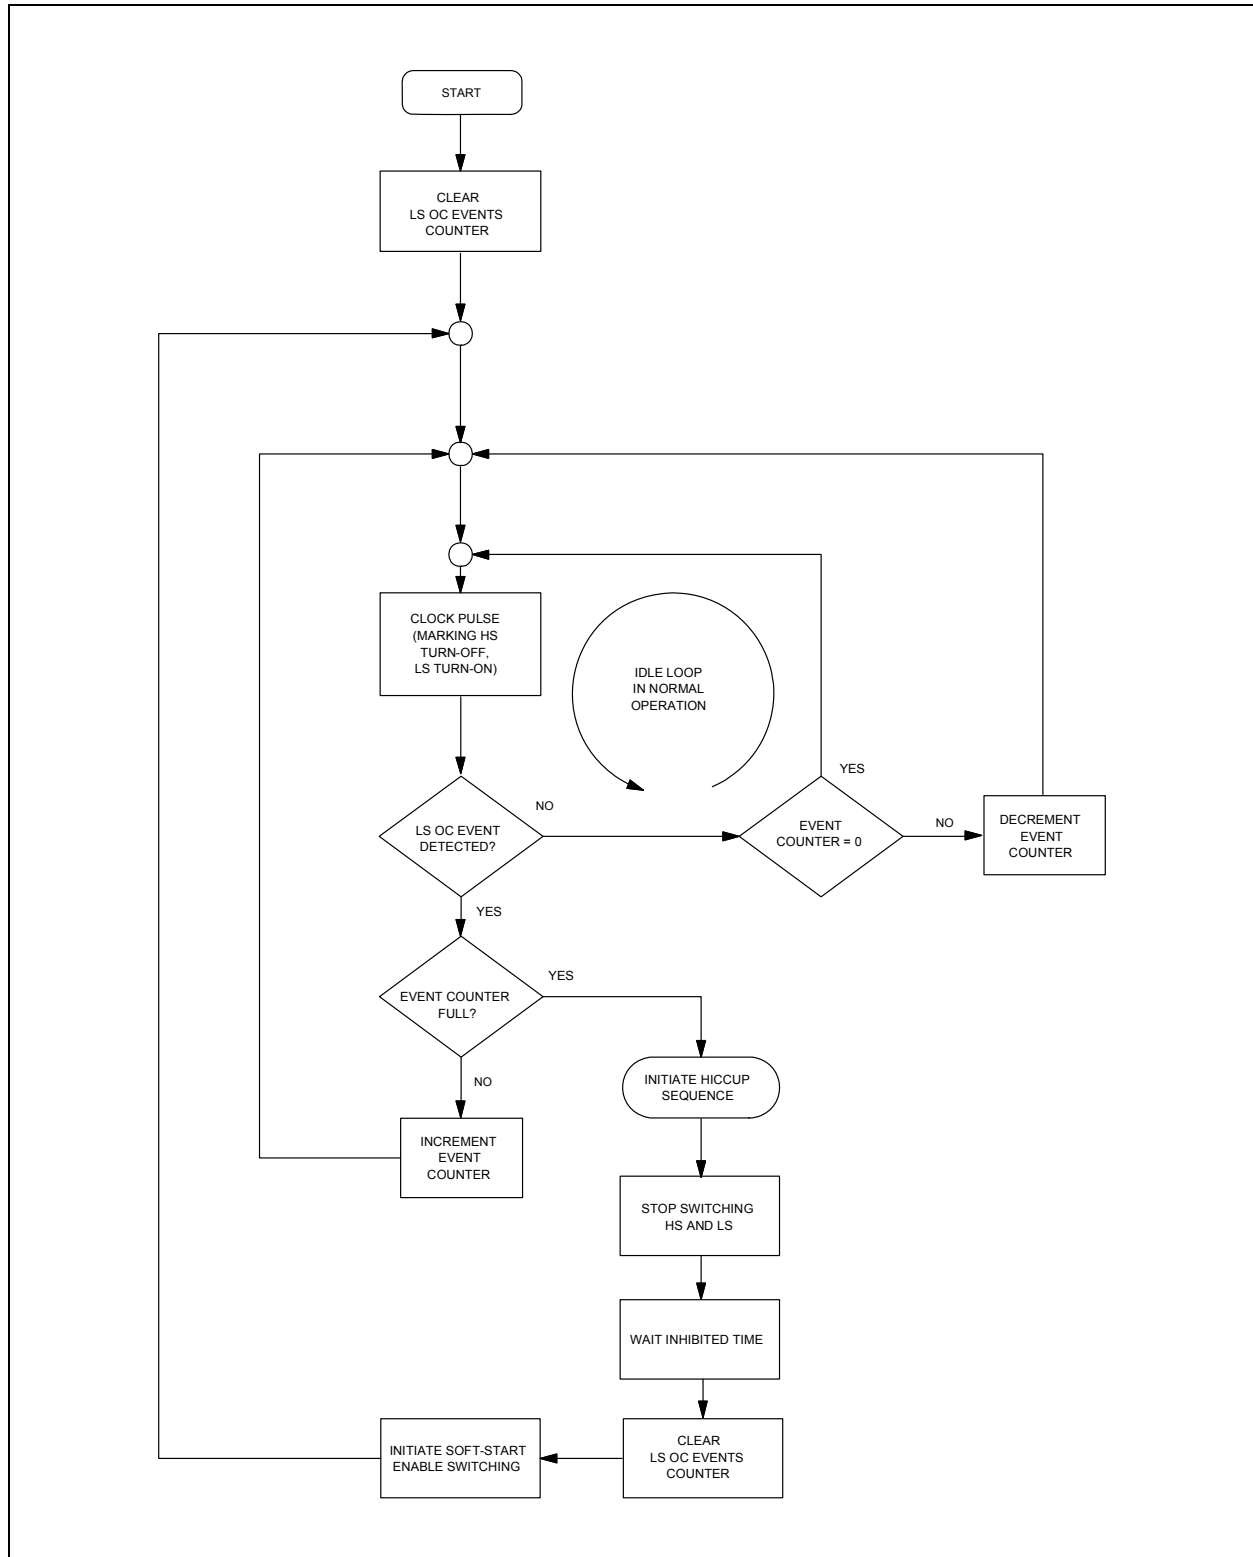 START
CLEAR
LS OC EVENTS
COUNTER
CLOCK PULSE
(MARKING HS
TURN-OFF,
LS TURN-ON)
IDLE LOOP
IN NORMAL
OPERATION
YES
NO
LS OC EVENT
DETECTED?
EVENT
COUNTER = 0
NO
DECREMENT
EVENT
COUNTER
YES
EVENT COUNTER
FULL?
YES
NO
INITIATE HICCUP
SEQUENCE
INCREMENT
EVENT
COUNTER
STOP SWITCHING
HS AND LS
WAIT INHIBITED TIME
CLEAR
LS OC EVENTS
COUNTER
INITIATE SOFT-START
ENABLE SWITCHING